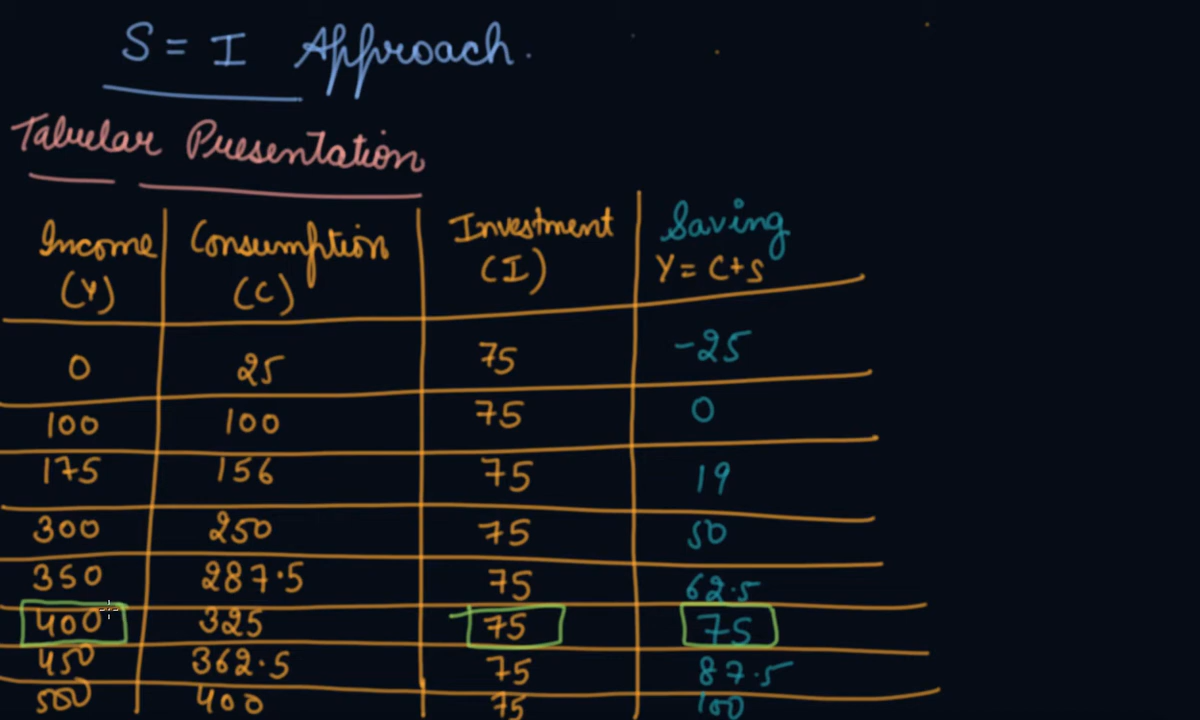 S = I Approach.
Tabular Presentation
Income (Y) Consumption (C) Investment (I) Saving Y = C+S
0 25 75 -25
100 100 75 0
175 156 75 19
300 250 75 50
350 287.5 75 62.5
400 325 75 75
450 362.5 75 87.5
500 400 75 100